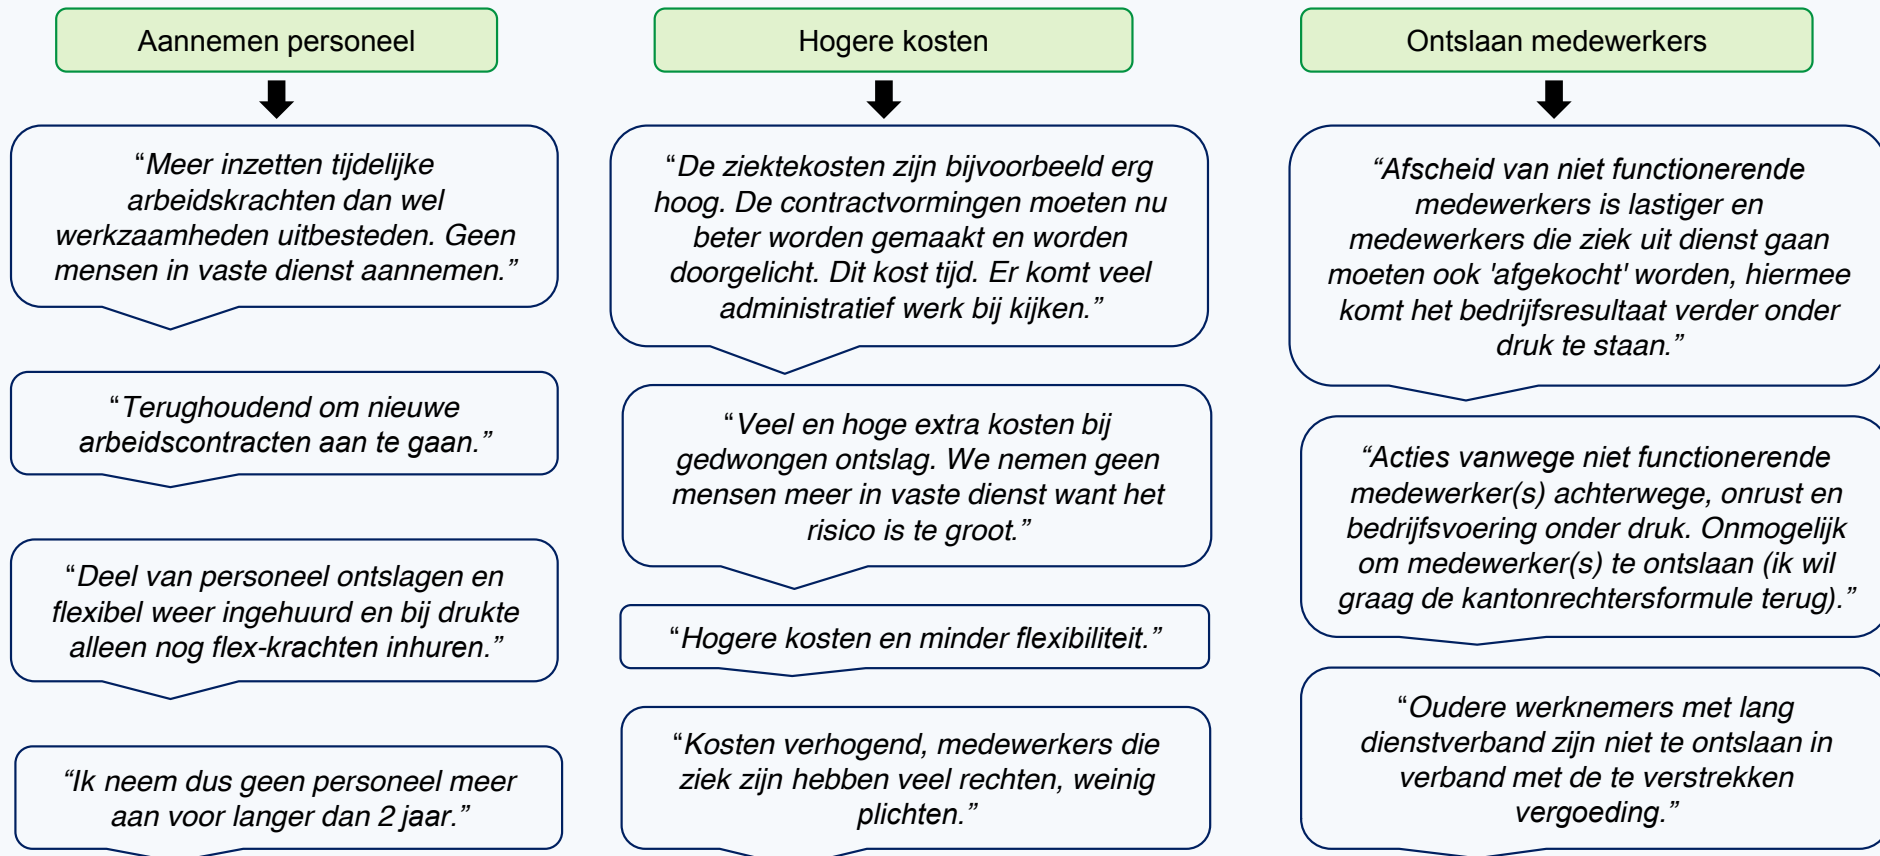 Aannemen personeel
“Meer inzetten tijdelijke
arbeidskrachten dan wel
werkzaamheden uitbesteden. Geen
mensen in vaste dienst aannemen.”
“Terughoudend om nieuwe
arbeidscontracten aan te gaan.”
“Deel van personeel ontslagen en
flexibel weer ingehuurd en bij drukte
alleen nog flex-krachten inhuren.”
“Ik neem dus geen personeel meer
aan voor langer dan 2 jaar.”
Hogere kosten
“De ziektekosten zijn bijvoorbeeld erg
hoog. De contractvormingen moeten nu
beter worden gemaakt en worden
doorgelicht. Dit kost tijd. Er komt veel
administratief werk bij kijken.”
“Veel en hoge extra kosten bij
gedwongen ontslag. We nemen geen
mensen meer in vaste dienst want het
risico is te groot.”
“Hogere kosten en minder flexibiliteit.”
“Kosten verhogend, medewerkers die
ziek zijn hebben veel rechten, weinig
plichten.”
Ontslaan medewerkers
“Afscheid van niet functionerende
medewerkers is lastiger en
medewerkers die ziek uit dienst gaan
moeten ook 'afgekocht' worden, hiermee
komt het bedrijfsresultaat verder onder
druk te staan.”
“Acties vanwege niet functionerende
medewerker(s) achterwege, onrust en
bedrijfsvoering onder druk. Onmogelijk
om medewerker(s) te ontslaan (ik wil
graag de kantonrechtersformule terug).”
“Oudere werknemers met lang
dienstverband zijn niet te ontslaan in
verband met de te verstrekken
vergoeding.”